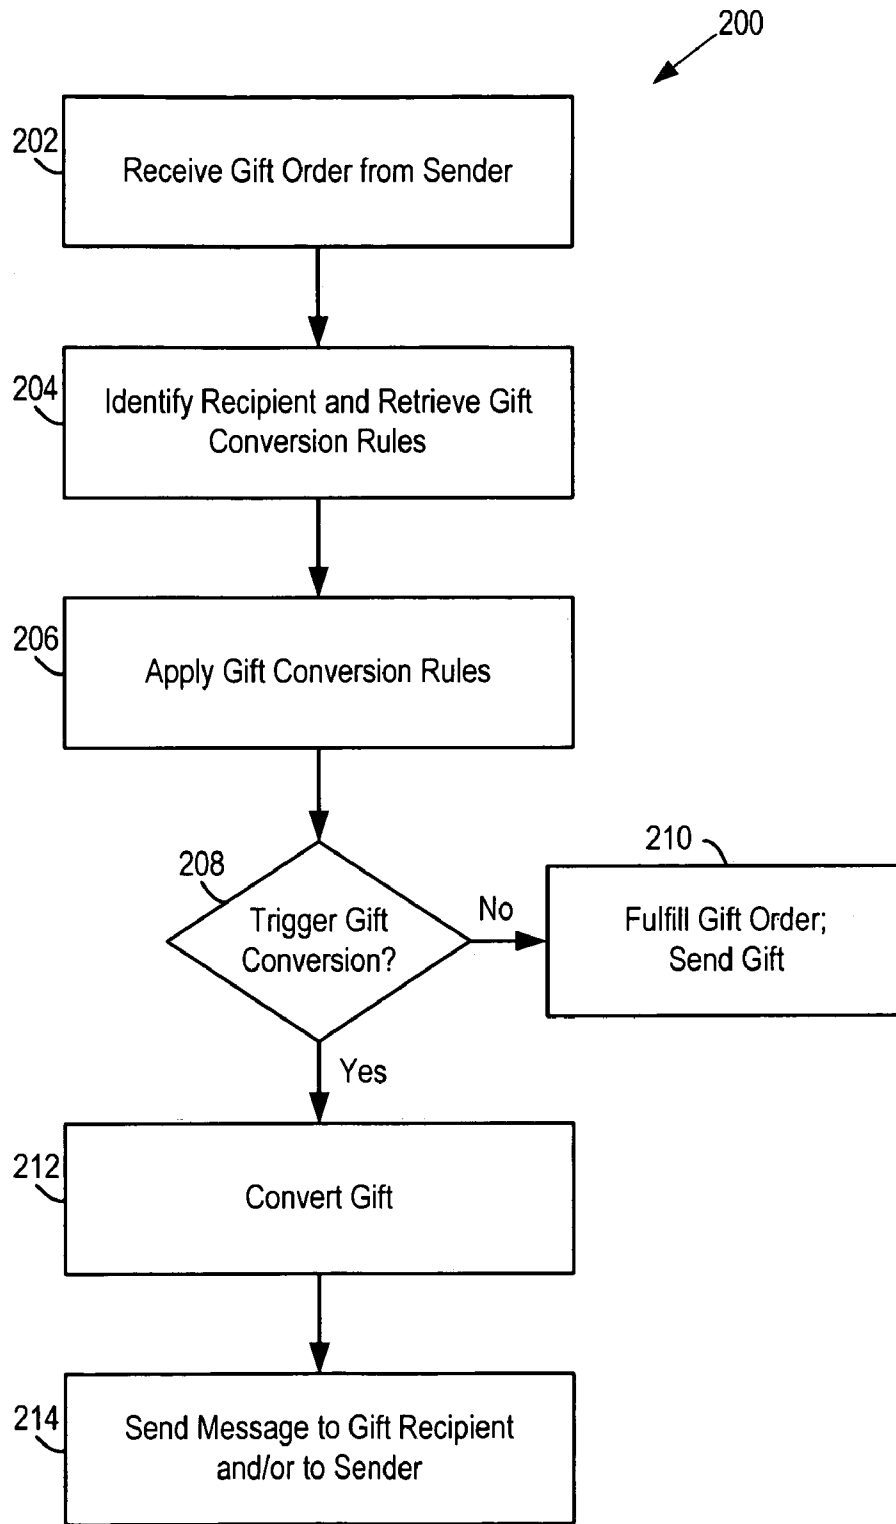 200
202
Receive Gift Order from Sender
204
Identify Recipient and Retrieve Gift
Conversion Rules
206
Apply Gift Conversion Rules
208
Trigger Gift
Conversion?
No
210
Fulfill Gift Order;
Send Gift
Yes
212
Convert Gift
214
Send Message to Gift Recipient
and/or to Sender